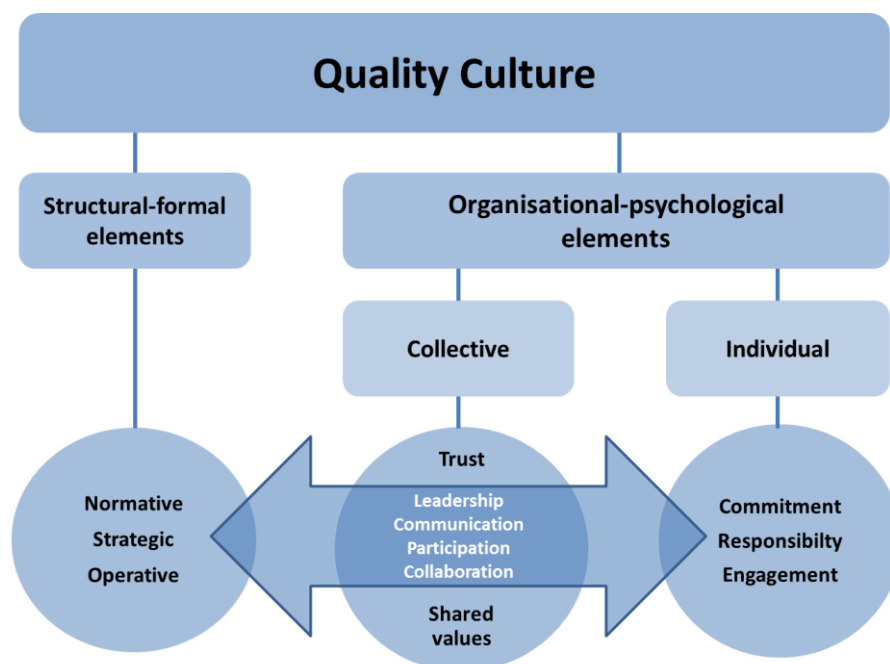 Quality Culture
Structural-formal
elements
Organisational-psychological
elements
Collective
Individual
Normative
Strategic
Operative
Trust
Leadership
Communication
Participation
Collaboration
Shared
values
Commitment
Responsibilty
Engagement